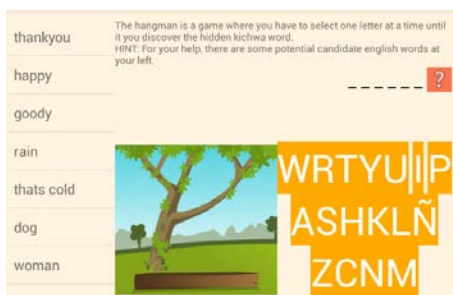 thankyou
happy
goody
rain
thats cold
dog
woman
The hangman is a game where you have to select one letter at a time until
it you discover the hidden kichwa word.
HINT: For your help, there are some potential candidate english words at
your left.
_ _ _ _ _ _ ?
WRTYUIIP
ASHKLÑ
ZCNM